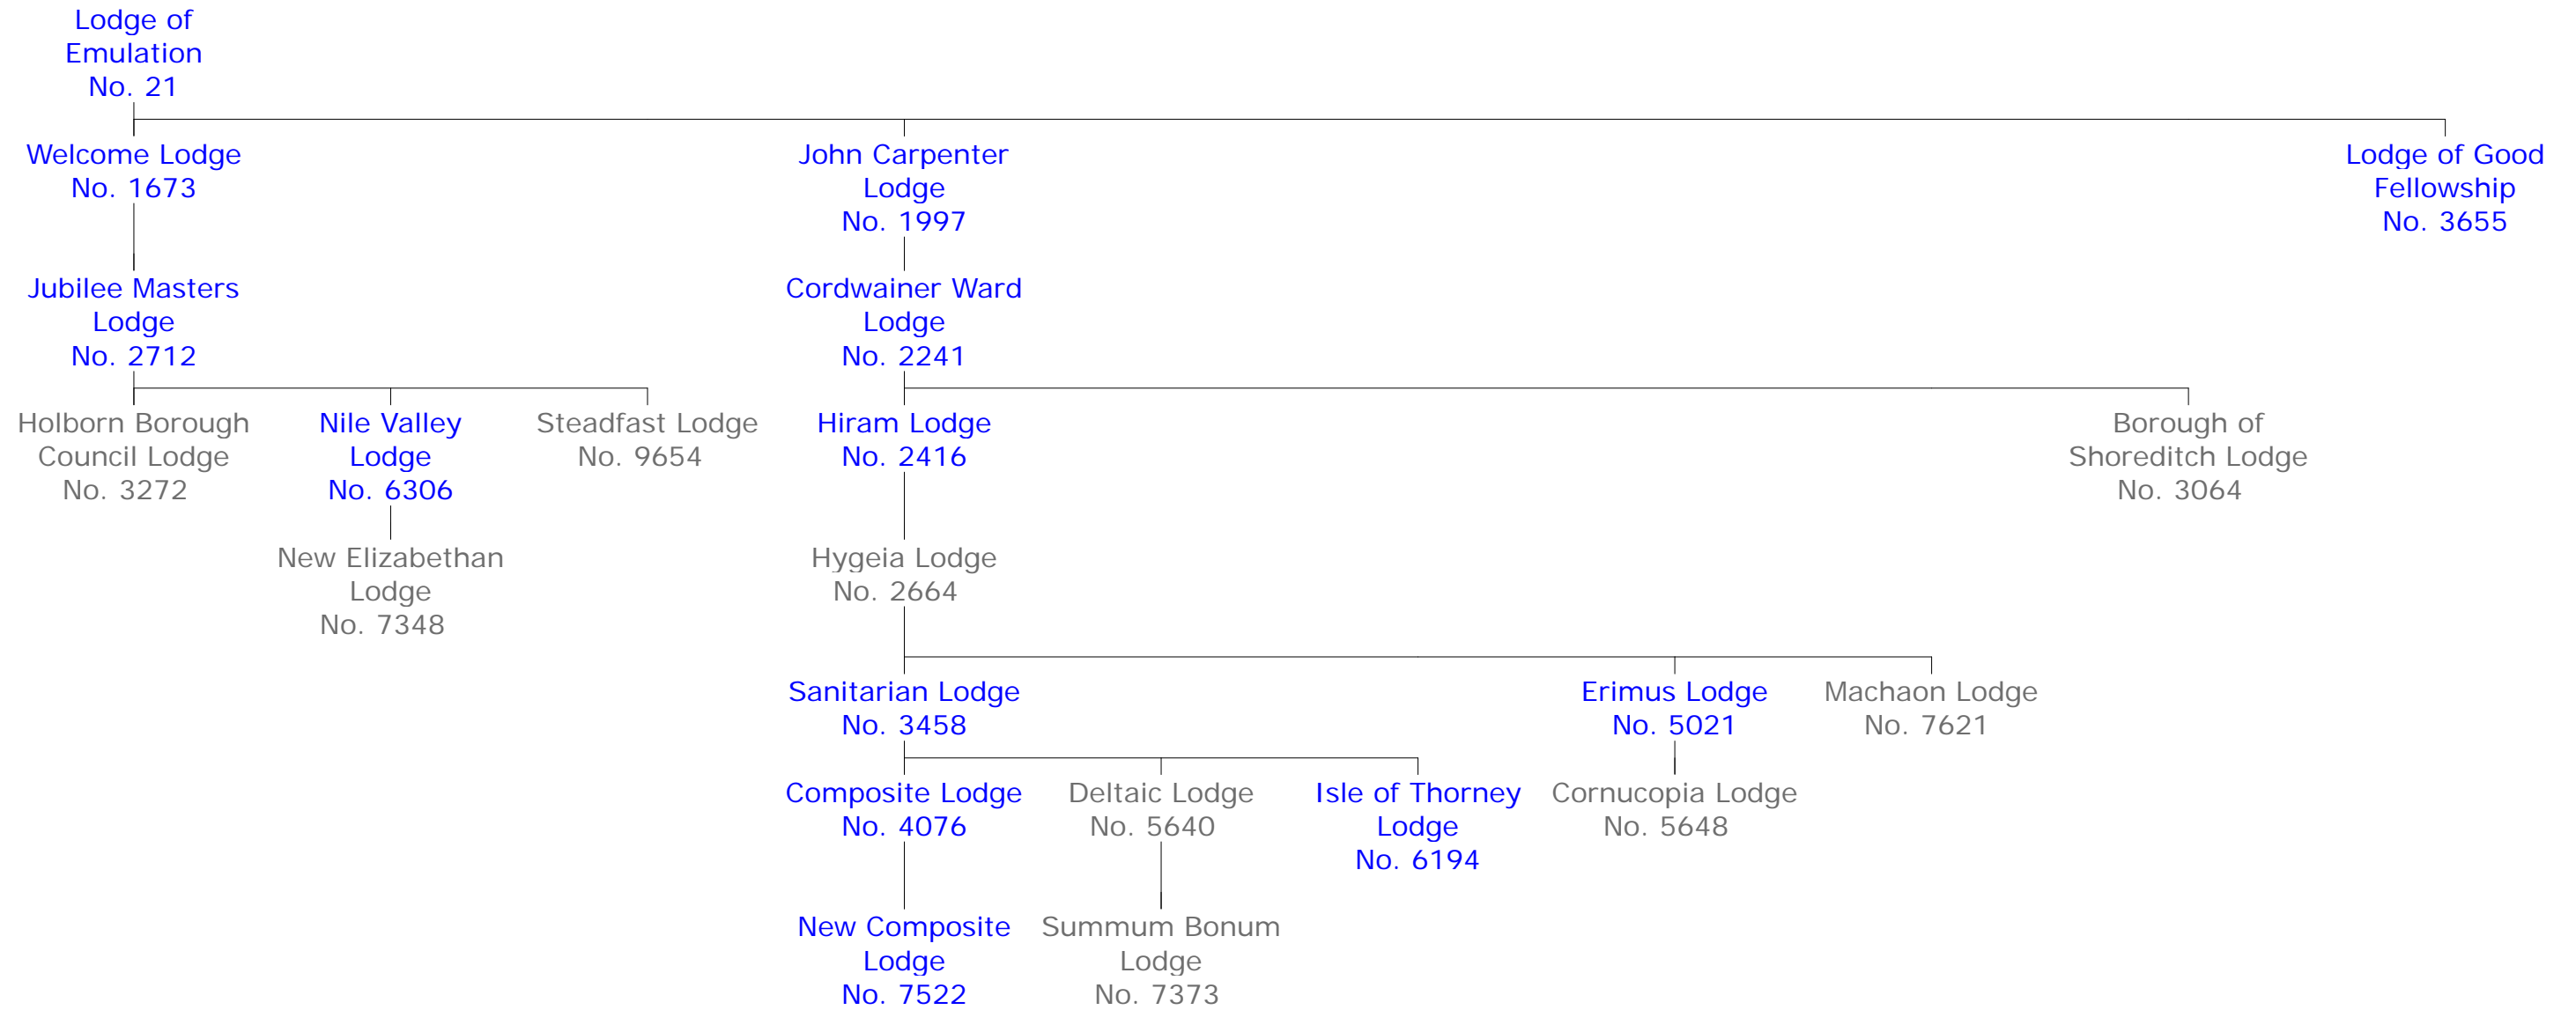 Lodge of
Emulation
No. 21
Welcome Lodge
No. 1673
John Carpenter
Lodge
No. 1997
Lodge of Good
Fellowship
No. 3655
Jubilee Masters
Lodge
No. 2712
Cordwainer Ward
Lodge
No. 2241
Holborn Borough
Council Lodge
No. 3272
Nile Valley
Lodge
No. 6306
Steadfast Lodge
No. 9654
Hiram Lodge
No. 2416
Borough of
Shoreditch Lodge
No. 3064
New Elizabethan
Lodge
No. 7348
Hygeia Lodge
No. 2664
Sanitarian Lodge
No. 3458
Erimus Lodge
No. 5021
Machaon Lodge
No. 7621
Composite Lodge
No. 4076
Deltaic Lodge
No. 5640
Isle of Thorney
Lodge
No. 6194
Cornucopia Lodge
No. 5648
New Composite
Lodge
No. 7522
Summum Bonum
Lodge
No. 7373